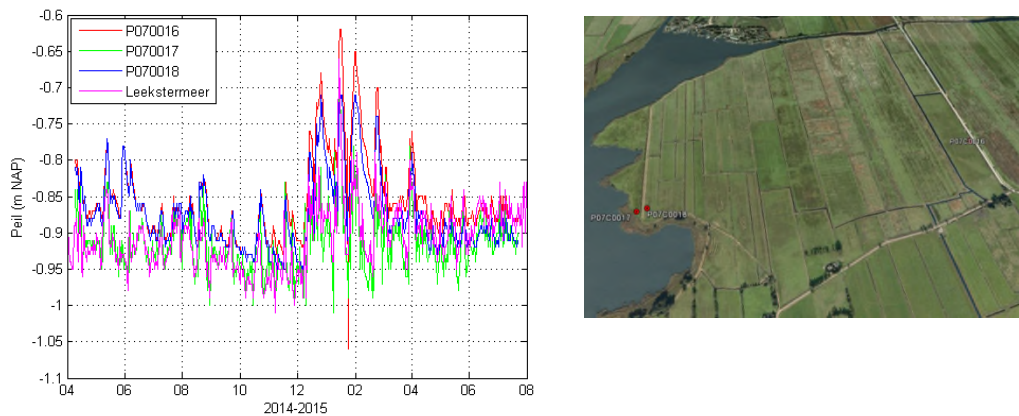 -0.6
-0.65
-0.7
-0.75
-0.8
-0.85
-0.9
-0.95
-1
-1.05
-1.1
Peil (m NAP)
P070016
P070017
P070018
Leekstermeer
04 06 08 10 12 02 04 06 08
2014-2015
P07C0016
P07C0017 P07C0018